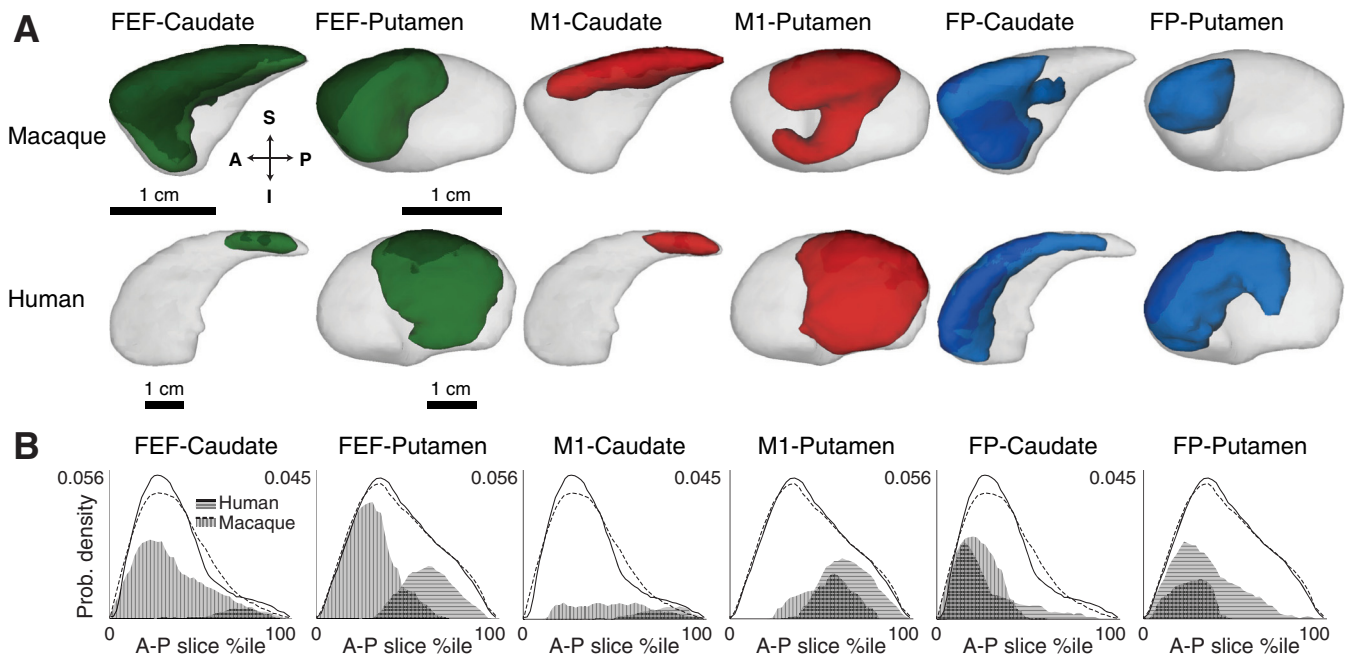 A
FEF-Caudate FEF-Putamen M1-Caudate M1-Putamen FP-Caudate FP-Putamen
Macaque
S
A P
I
1 cm 1 cm
Human
1 cm 1 cm
B
FEF-Caudate FEF-Putamen M1-Caudate M1-Putamen FP-Caudate FP-Putamen
0.056 0.045 0.056 0.045 0.056 0.045
Human
Macaque
Prob. density
0 100 0 100 0 100 0 100 0 100 0 100
A-P slice %ile A-P slice %ile A-P slice %ile A-P slice %ile A-P slice %ile A-P slice %ile